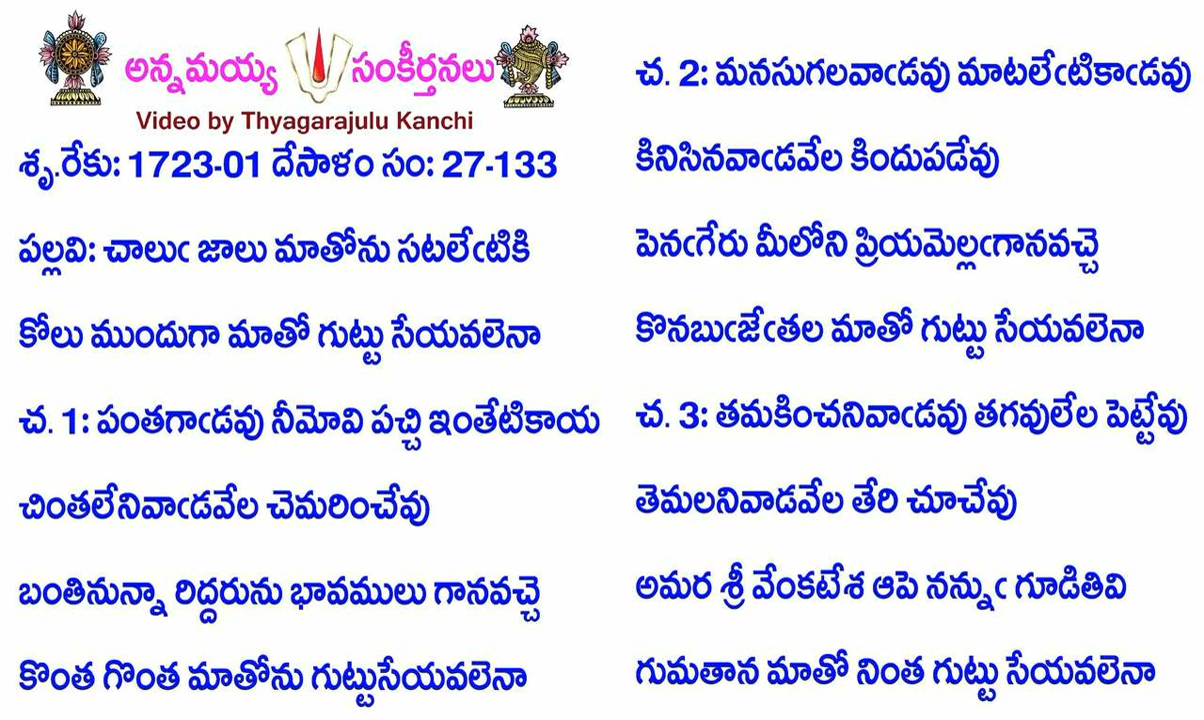 అన్నమయ్య సంకీర్తనలు
Video by Thyagarajulu Kanchi
శృ.రేకు: 1723-01 దేసాళం సం: 27-133
పల్లవి: చాలుఁ జాలు మాతోను సటలేఁటికి
కోలు ముందుగా మాతో గుట్టు సేయవలెనా
చ. 1: పంతగాఁడవు నీమోవి పచ్చి ఇంతేటికాయ
చింతలేనివాఁడవేల చెమరించేవు
బంతినున్నా రిద్దరును భావములు గానవచ్చె
కొంత గొంత మాతోను గుట్టుసేయవలెనా
చ. 2: మనసుగలవాఁడవు మాటలేఁటికాఁడవు
కినిసినవాఁడవేల కిందుపడేవు
పెనఁగేరు మీలోని ప్రియమెల్లఁగానవచ్చె
కొనబుఁజేఁతల మాతో గుట్టు సేయవలెనా
చ. 3: తమకించనివాఁడవు తగవులేల పెట్టేవు
తెమలనివాడవేల తేరి చూచేవు
అమర శ్రీ వేంకటేశ ఆపె నన్నుఁ గూడితివి
గుమతాన మాతో నింత గుట్టు సేయవలెనా